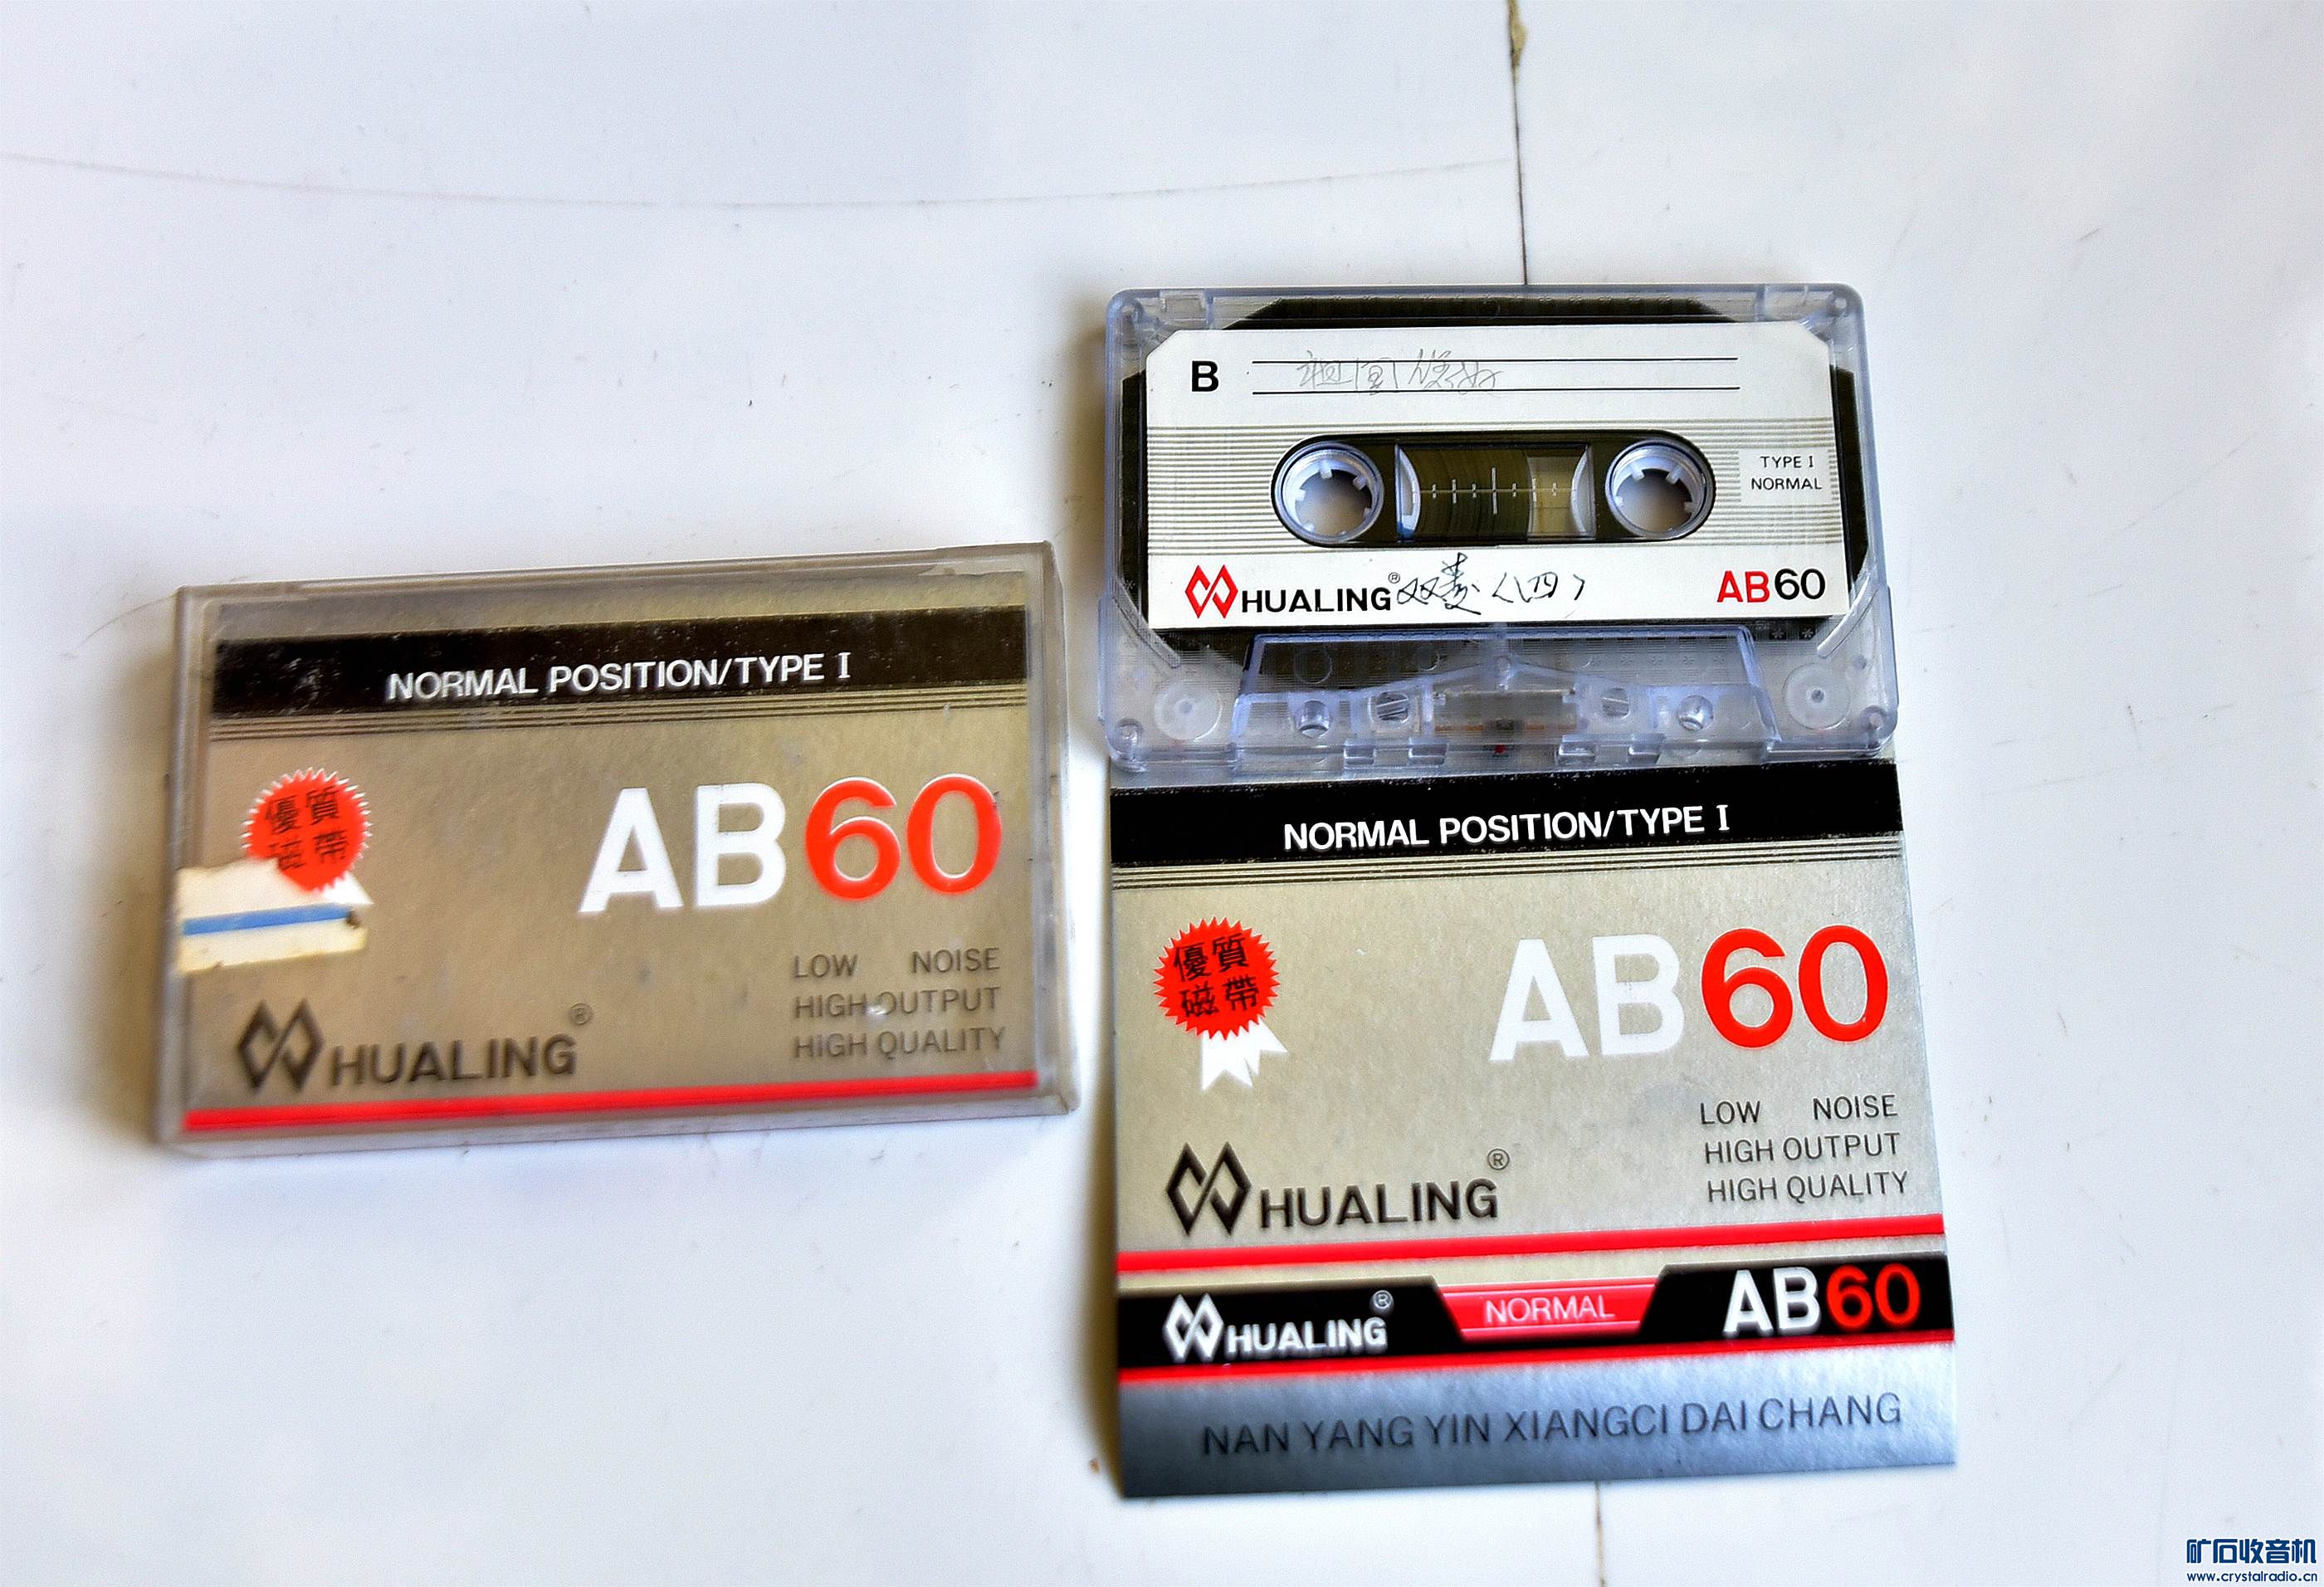 NORMAL POSITION/TYPE I
優質
磁帶
AB60
LOW NOISE
HIGH OUTPUT
HIGH QUALITY
HUALING®
B
TYPE I
NORMAL
HUALING®
(四)
AB60
NORMAL POSITION/TYPE I
優質
磁帶
AB60
LOW NOISE
HIGH OUTPUT
HIGH QUALITY
HUALING®
HUALING® NORMAL AB60
NAN YANG YIN XIANGCI DAI CHANG
矿石收音机
www.crystalradio.cn